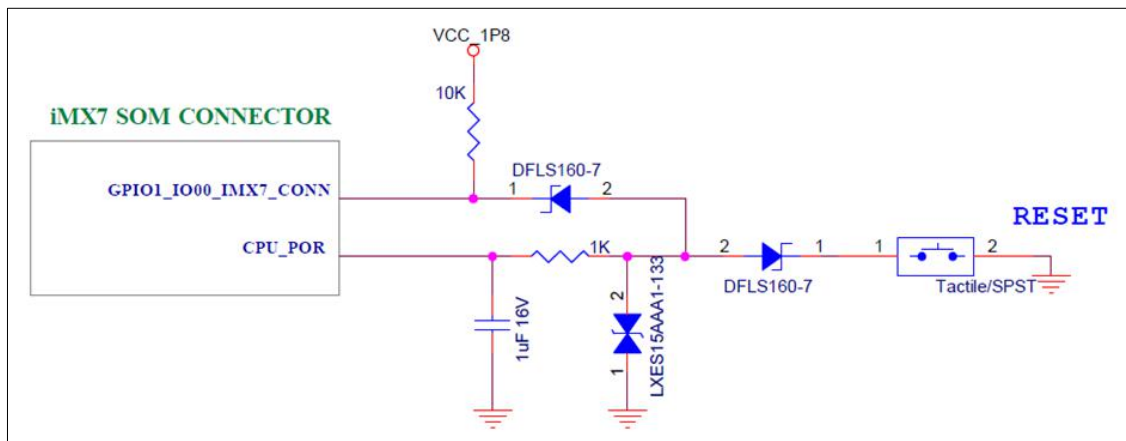 VCC_1P8
10K
iMX7 SOM CONNECTOR
DFLS160-7
GPIO1_IO00_IMX7_CONN
1
2
RESET
CPU_POR
1K
2
1
1
2
DFLS160-7
Tactile/SPST
1uF 16V
2
1
LXES15AAA1-133